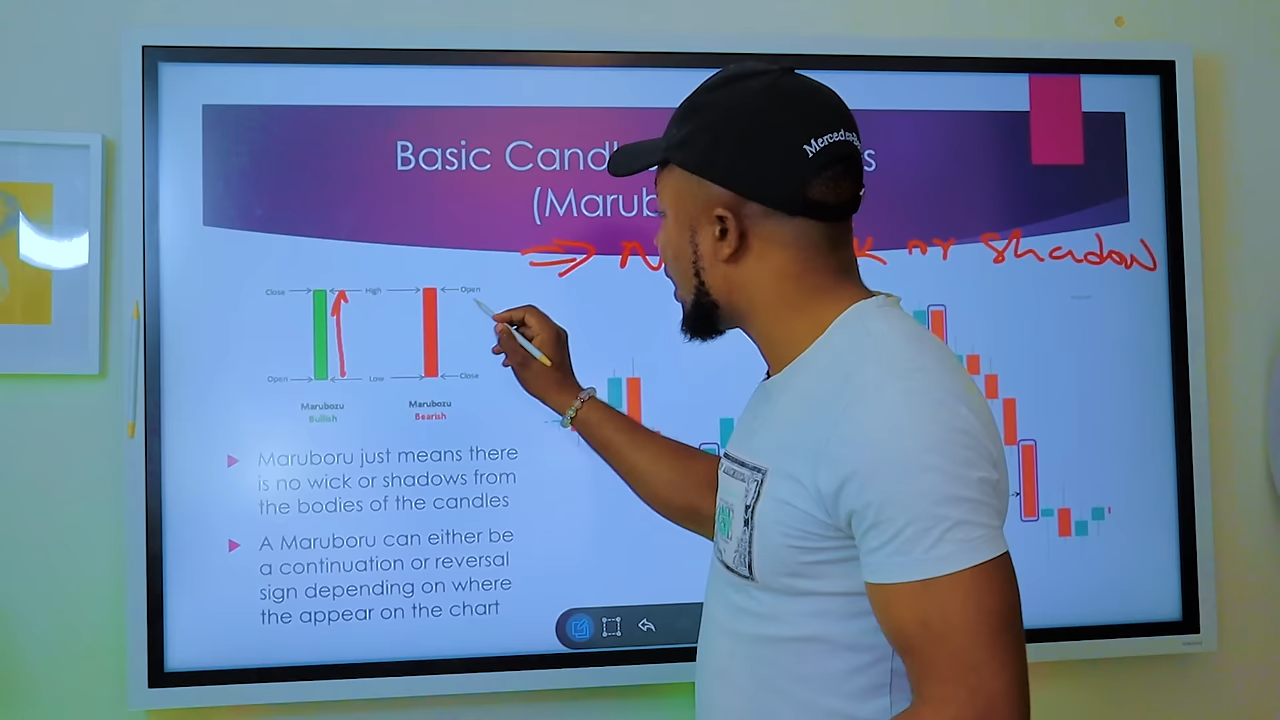 Basic Cand
(Marub
Mercedes
shadow
Close
High
Open
Open
Low
Close
Marubozu
Bullish
Marubozu
Bearish
Maruboru just means there
is no wick or shadows from
the bodies of the candles
A Maruboru can either be
a continuation or reversal
sign depending on where
the appear on the chart